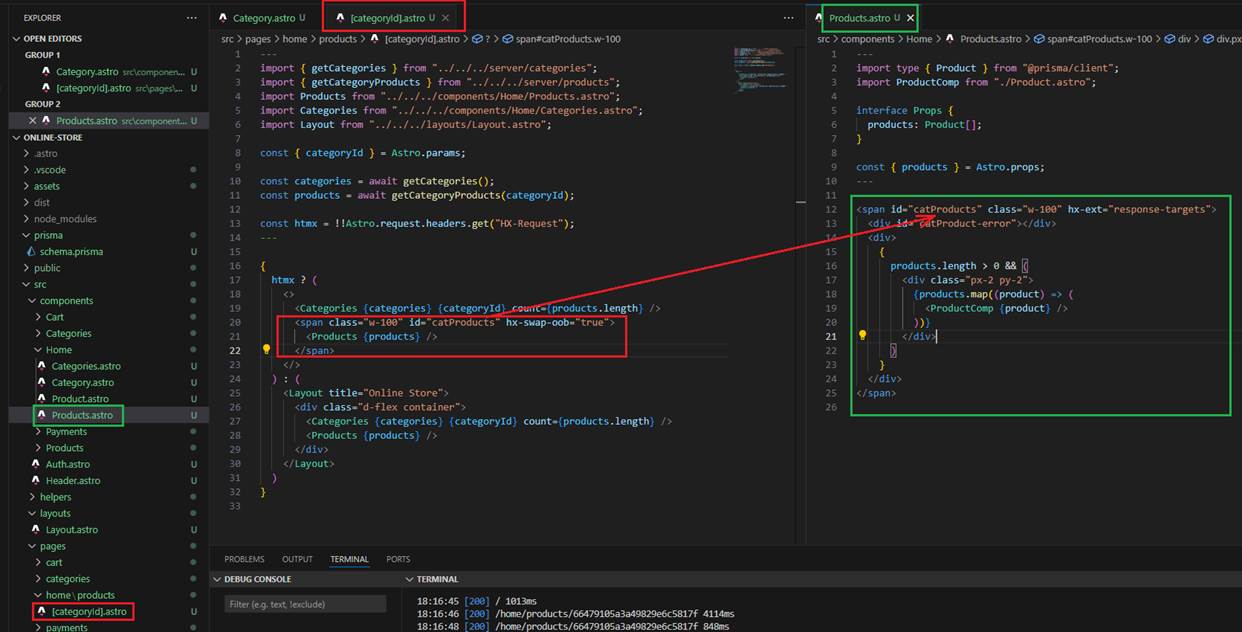 EXPLORER
OPEN EDITORS
GROUP 1
Category.astro src\componen... U
[categoryId].astro src\pages\... U
GROUP 2
Products.astro src\component... U
ONLINE-STORE
.astro
.vscode
assets
dist
node_modules
prisma
schema.prisma U
public
src
components
Cart
Categories
Home
Categories.astro U
Category.astro U
Product.astro U
Products.astro U
Payments
Products
Auth.astro U
Header.astro U
helpers
layouts
Layout.astro U
pages
cart
categories
home \ products
[categoryId].astro U
payments
Category.astro U
[categoryId].astro U
src > pages > home > products > [categoryId].astro > ? > span#catProducts.w-100
1 ---
2 import { getCategories } from "../../../server/categories";
3 import { getCategoryProducts } from "../../../server/products";
4 import Products from "../../../components/Home/Products.astro";
5 import Categories from "../../../components/Home/Categories.astro";
6 import Layout from "../../../layouts/Layout.astro";
7
8 const { categoryId } = Astro.params;
9
10 const categories = await getCategories();
11 const products = await getCategoryProducts(categoryId);
12
13 const htmx = !!Astro.request.headers.get("HX-Request");
14 ---
15
16 {
17 htmx ? (
18 <>
19 <Categories {categories} {categoryId} count={products.length} />
20 <span class="w-100" id="catProducts" hx-swap-oob="true">
21 <Products {products} />
22 </span>
23 </>
24 ) : (
25 <Layout title="Online Store">
26 <div class="d-flex container">
27 <Categories {categories} {categoryId} count={products.length} />
28 <Products {products} />
29 </div>
30 </Layout>
31 )
32 }
33
Products.astro U
src > components > Home > Products.astro > span#catProducts.w-100 > div > div.px
1 ---
2 import type { Product } from "@prisma/client";
3 import ProductComp from "./Product.astro";
4
5 interface Props {
6 products: Product[];
7 }
8
9 const { products } = Astro.props;
10 ---
11
12 <span id="catProducts" class="w-100" hx-ext="response-targets">
13 <div id="catProduct-error"></div>
14 <div>
15 {
16 products.length > 0 && (
17 <div class="px-2 py-2">
18 {products.map((product) => (
19 <ProductComp {product} />
20 ))}
21 </div>
22 )
23 }
24 </div>
25 </span>
26
PROBLEMS OUTPUT TERMINAL PORTS
DEBUG CONSOLE
Filter (e.g. text, !exclude)
TERMINAL
18:16:45 [200] / 1013ms
18:16:46 [200] /home/products/66479105a3a49829e6c5817f 4114ms
18:16:48 [200] /home/products/66479105a3a49829e6c5817f 848ms